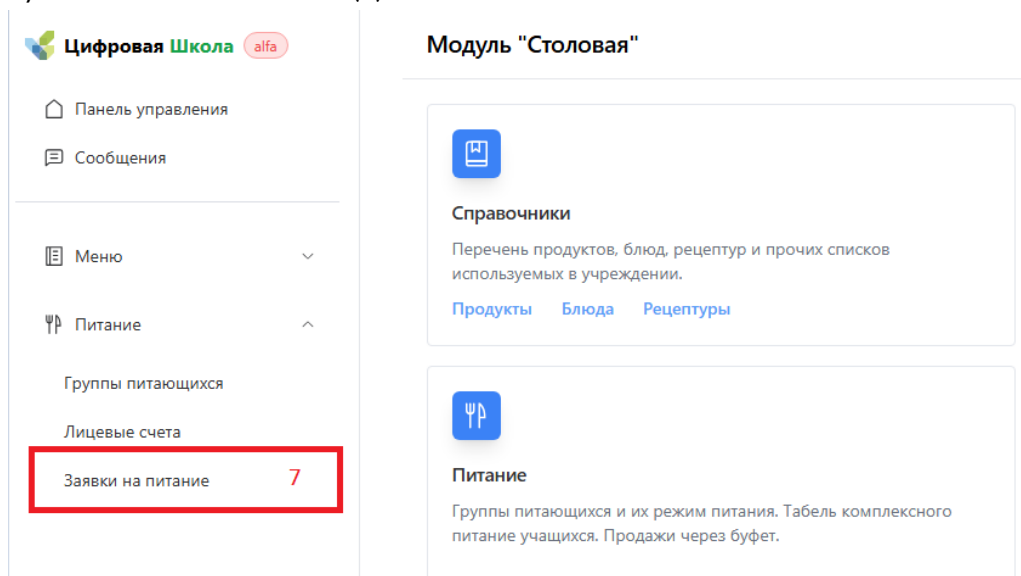 Цифровая Школа alfa
Панель управления
Сообщения
Меню
Питание
Группы питающихся
Лицевые счета
Заявки на питание 7
Модуль "Столовая"
Справочники
Перечень продуктов, блюд, рецептур и прочих списков
используемых в учреждении.
Продукты Блюда Рецептуры
Питание
Группы питающихся и их режим питания. Табель комплексного
питание учащихся. Продажи через буфет.